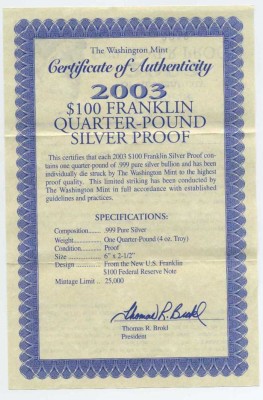 The Washington Mint
Certificate of Authenticity
2003
$100 FRANKLIN
QUARTER-POUND
SILVER PROOF
This certifies that each 2003 $100 Franklin Silver Proof con-
tains one quarter-pound of .999 pure silver bullion and has been
individually die struck by The Washington Mint to the highest
proof quality. This limited striking has been conducted by
The Washington Mint in full accordance with established
guidelines and practices.
SPECIFICATIONS:
Composition........ .999 Pure Silver
Weight............. One Quarter-Pound (4 oz. Troy)
Condition .......... Proof
Size ................ 6" x 2-1/2"
Design ............. From the New U.S. Franklin
$100 Federal Reserve Note
Mintage Limit .. 25,000
Thomas R. Brokl
Thomas R. Brokl
President